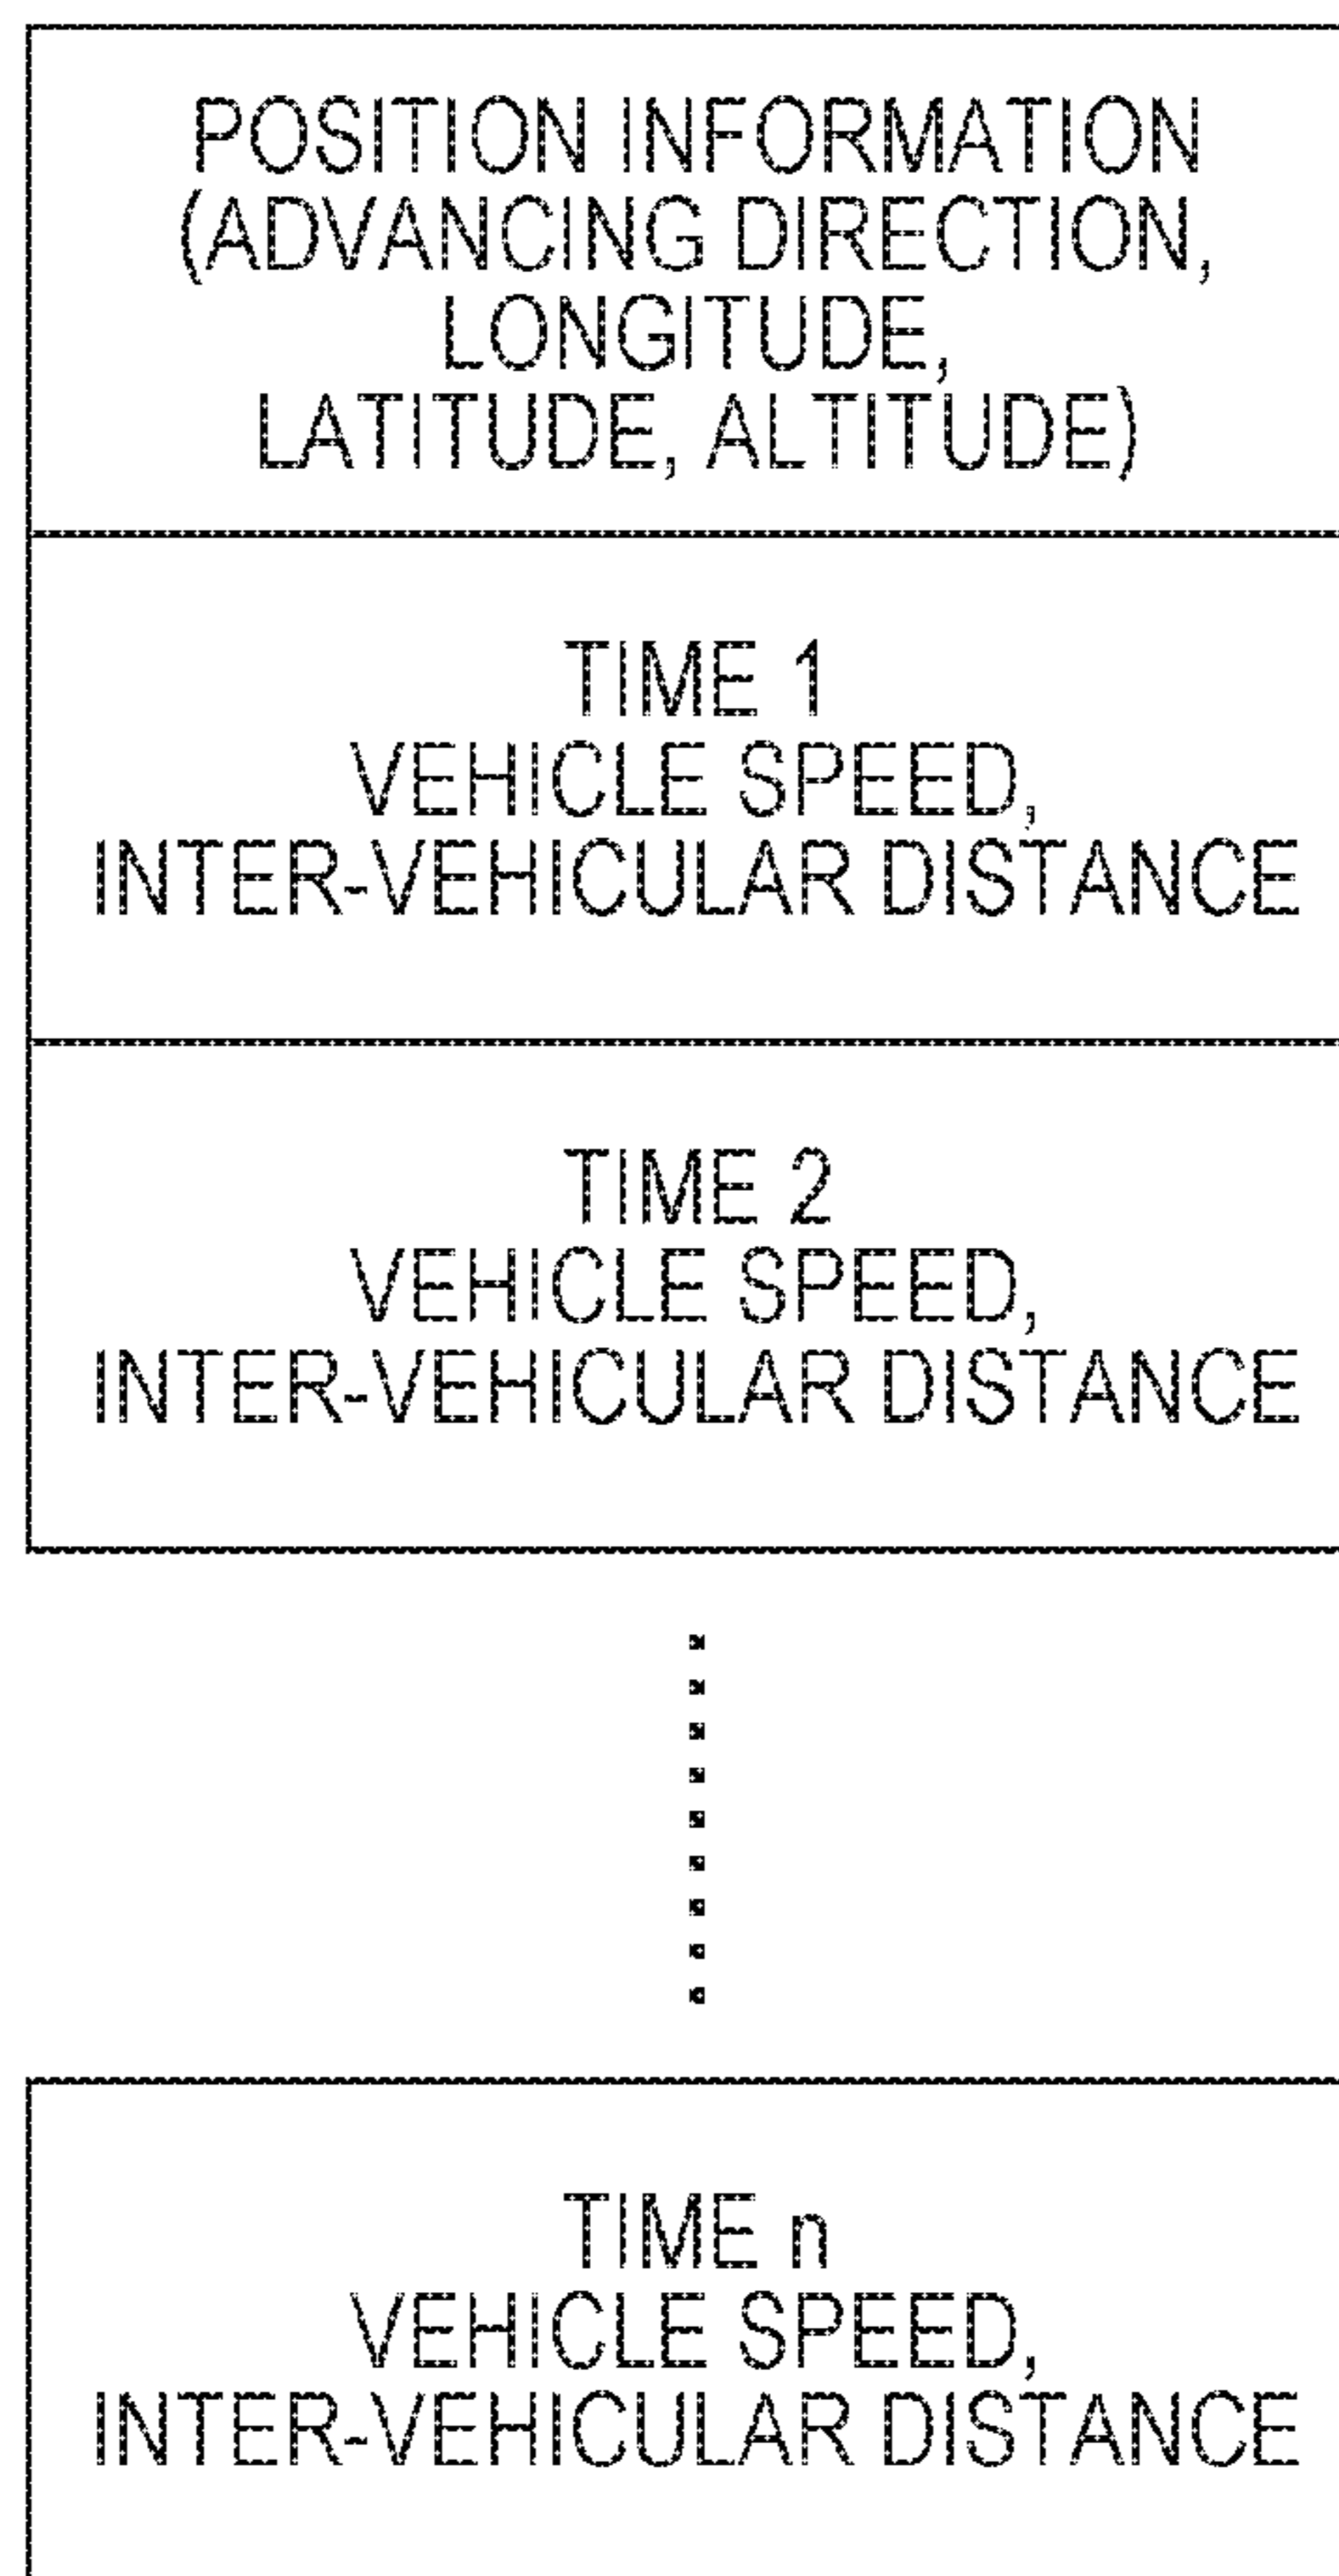 POSITION INFORMATION
(ADVANCING DIRECTION,
LONGITUDE,
LATITUDE, ALTITUDE)
TIME 1
VEHICLE SPEED,
INTER-VEHICULAR DISTANCE
TIME 2
VEHICLE SPEED,
INTER-VEHICULAR DISTANCE
TIME n
VEHICLE SPEED,
INTER-VEHICULAR DISTANCE